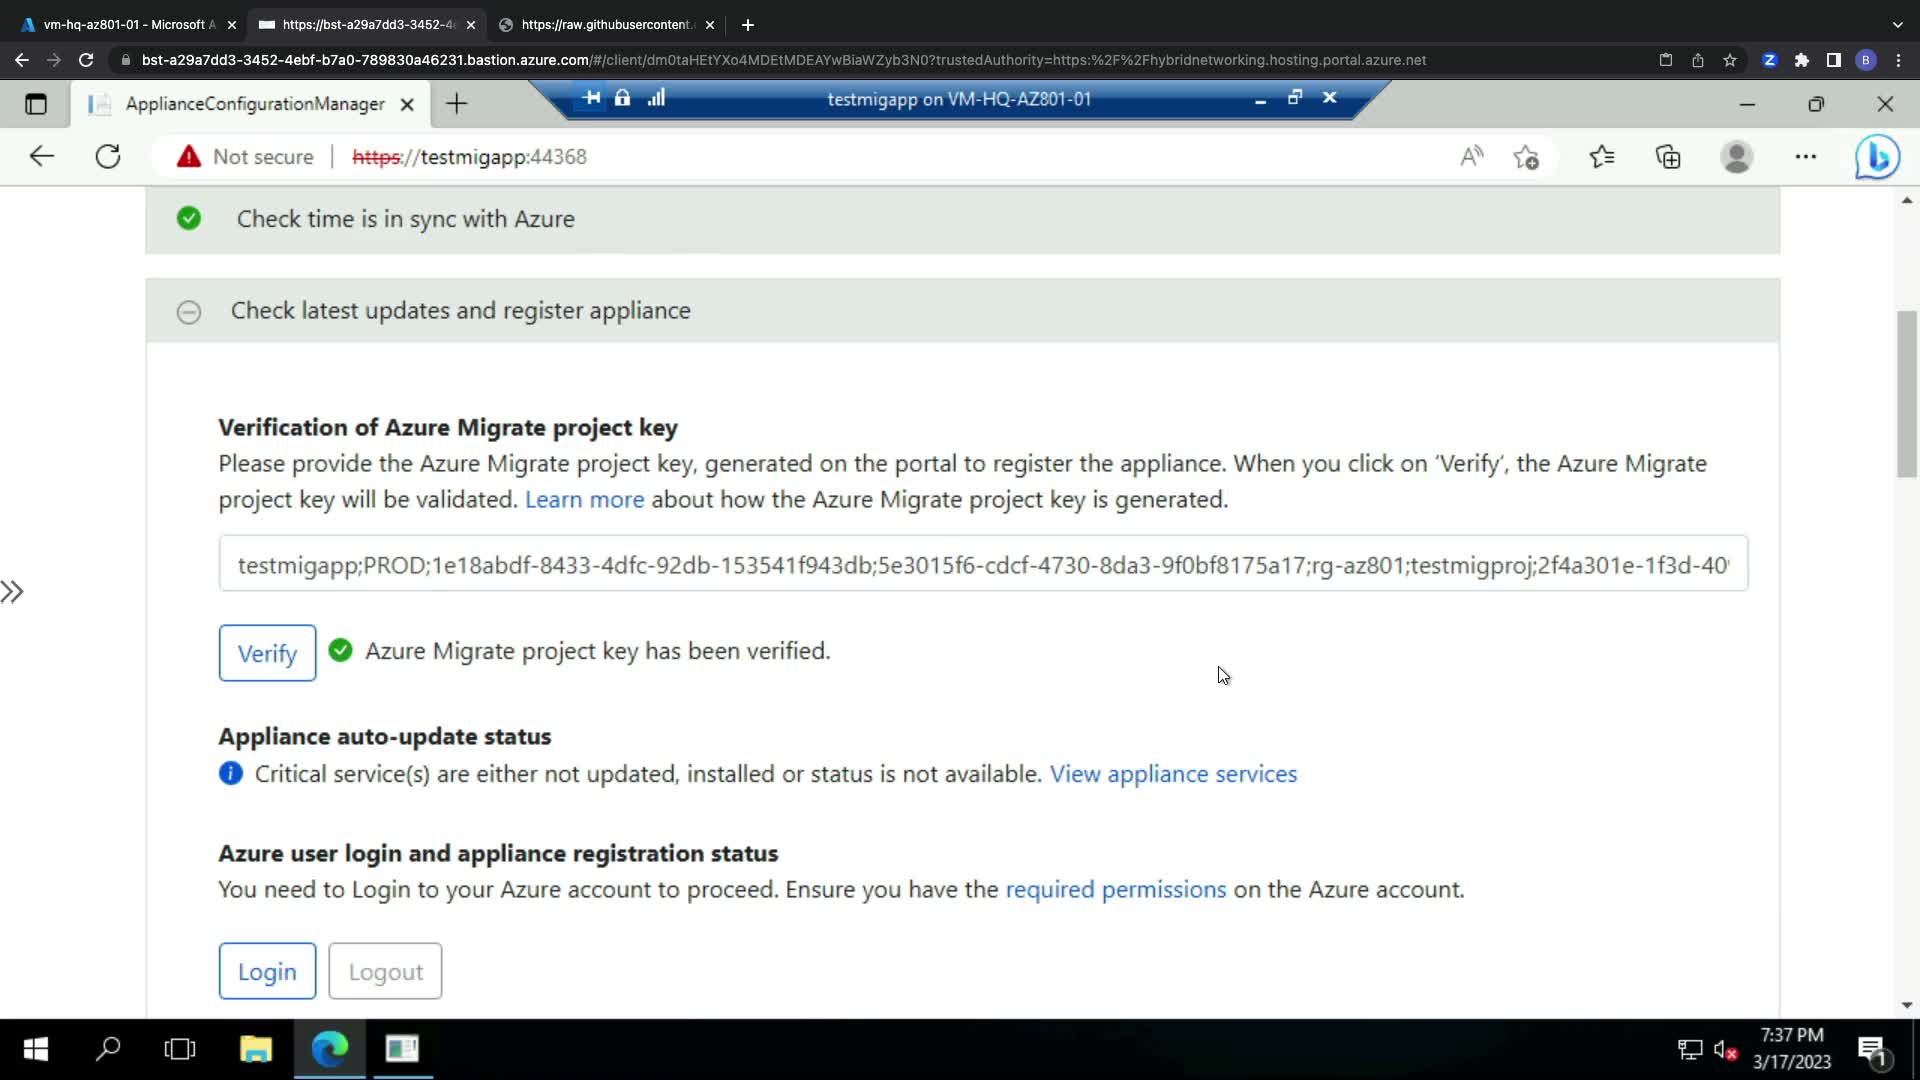 vm-hq-az801-01 - Microsoft A
https://bst-a29a7dd3-3452-4e
https://raw.githubusercontent.
bst-a29a7dd3-3452-4ebf-b7a0-789830a46231.bastion.azure.com/#/client/dm0taHEtYXo4MDEtMDEAYwBiaWZyb3N0?trustedAuthority=https:%2F%2Fhybridnetworking.hosting.portal.azure.net
Z
B
ApplianceConfigurationManager
testmigapp on VM-HQ-AZ801-01
Not secure
https://testmigapp:44368
Check time is in sync with Azure
Check latest updates and register appliance
Verification of Azure Migrate project key
Please provide the Azure Migrate project key, generated on the portal to register the appliance. When you click on ‘Verify’, the Azure Migrate
project key will be validated. Learn more about how the Azure Migrate project key is generated.
testmigapp;PROD;1e18abdf-8433-4dfc-92db-153541f943db;5e3015f6-cdcf-4730-8da3-9f0bf8175a17;rg-az801;testmigproj;2f4a301e-1f3d-40
Verify
Azure Migrate project key has been verified.
Appliance auto-update status
Critical service(s) are either not updated, installed or status is not available. View appliance services
Azure user login and appliance registration status
You need to Login to your Azure account to proceed. Ensure you have the required permissions on the Azure account.
Login
Logout
7:37 PM
3/17/2023
1